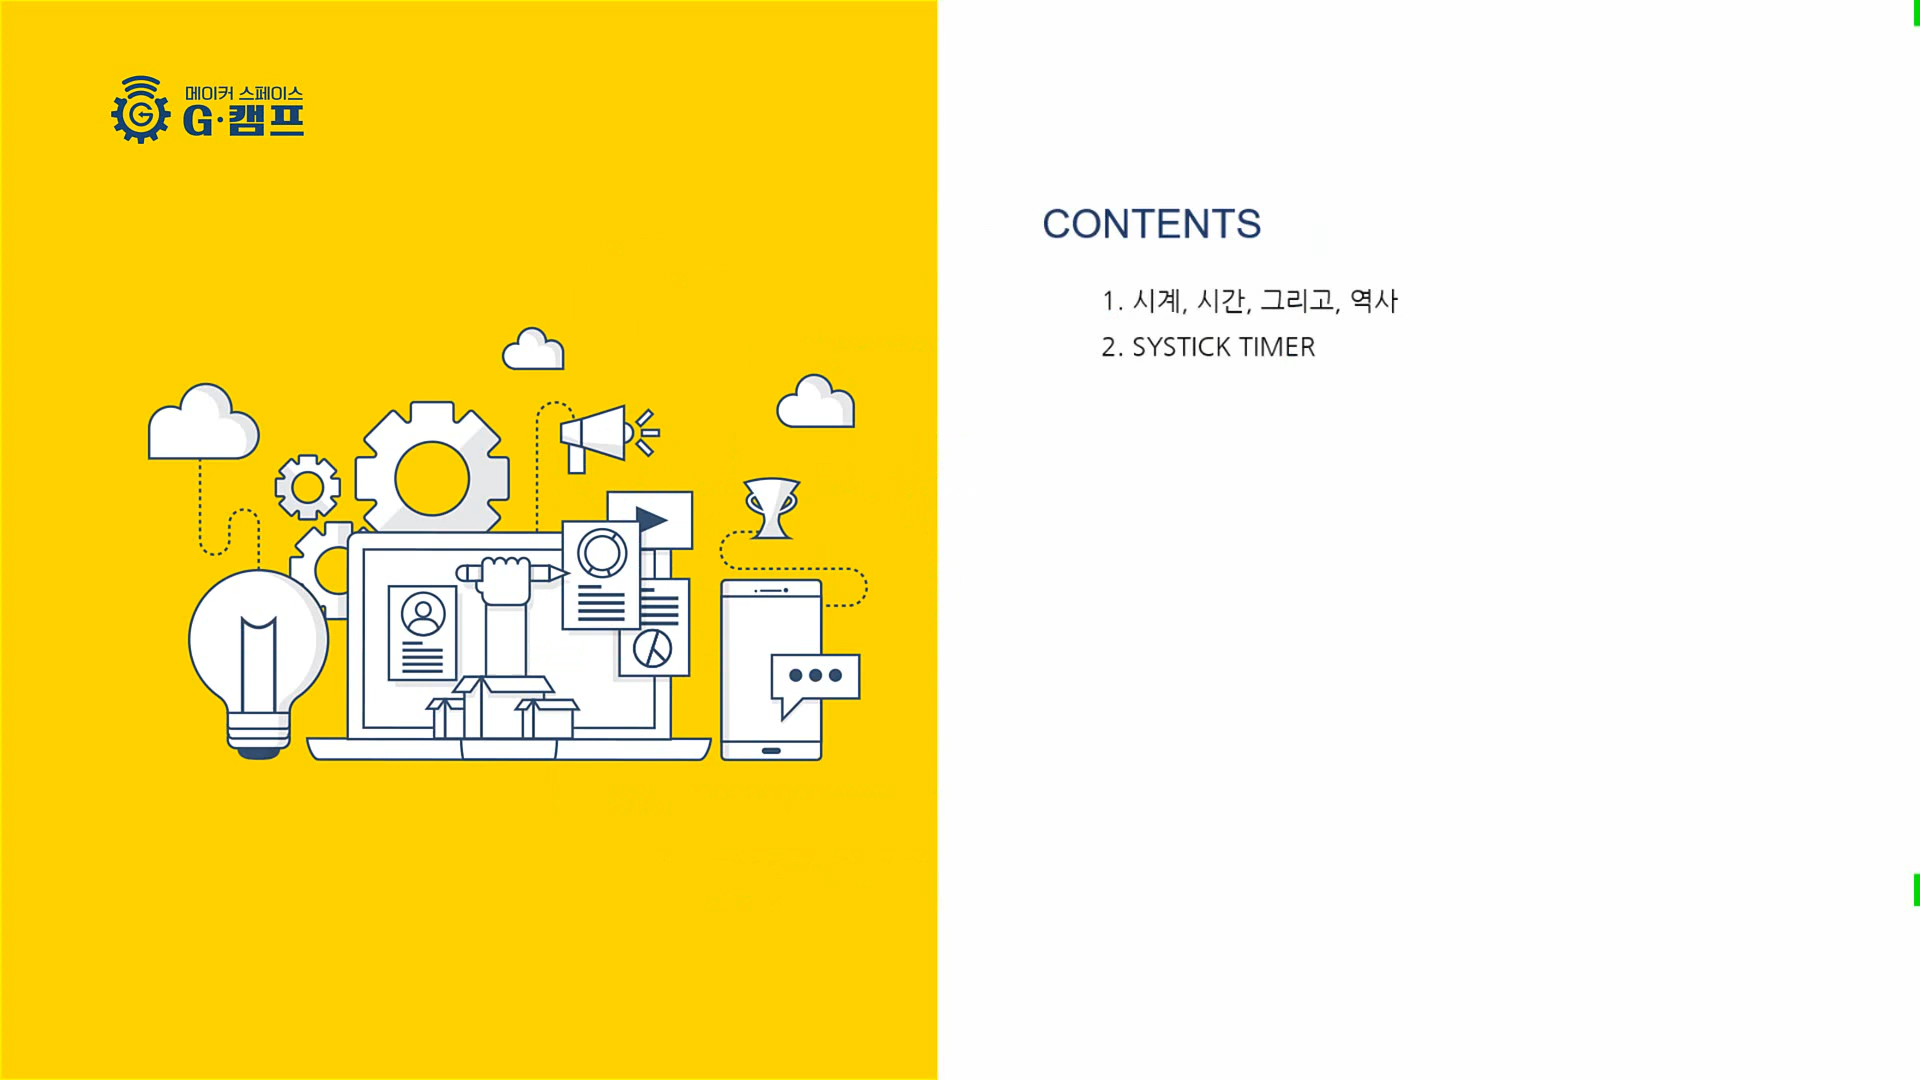 메이커 스페이스
G·캠프
CONTENTS
1. 시계, 시간, 그리고, 역사
2. SYSTICK TIMER